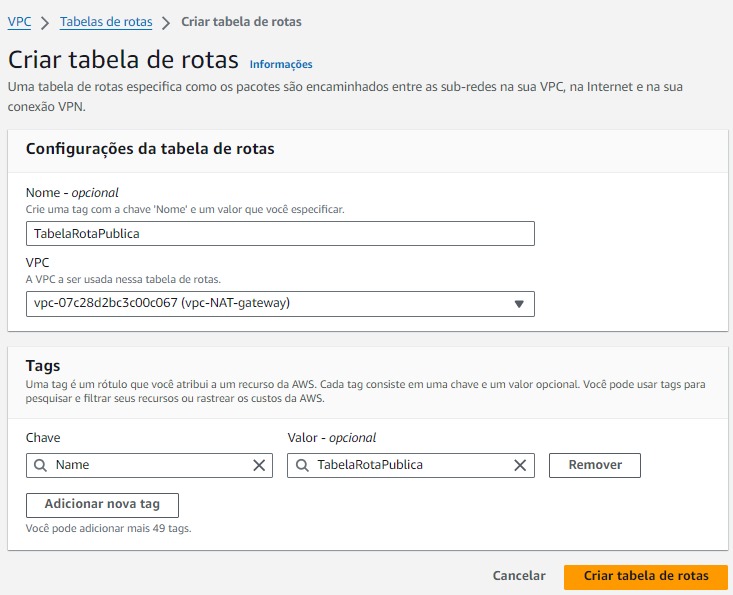 VPC > Tabelas de rotas > Criar tabela de rotas
Criar tabela de rotas Informações
Uma tabela de rotas especifica como os pacotes são encaminhados entre as sub-redes na sua VPC, na Internet e na sua
conexão VPN.
Configurações da tabela de rotas
Nome - opcional
Crie uma tag com a chave 'Nome' e um valor que você especificar.
TabelaRotaPublica
VPC
A VPC a ser usada nessa tabela de rotas.
vpc-07c28d2bc3c00c067 (vpc-NAT-gateway)
Tags
Uma tag é um rótulo que você atribui a um recurso da AWS. Cada tag consiste em uma chave e um valor opcional. Você pode usar tags para
pesquisar e filtrar seus recursos ou rastrear os custos da AWS.
Chave Valor - opcional
Name TabelaRotaPublica Remover
Adicionar nova tag
Você pode adicionar mais 49 tags.
Cancelar Criar tabela de rotas